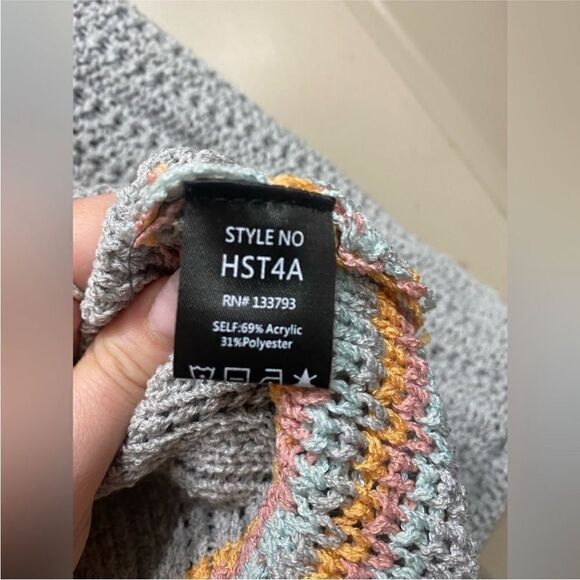 STYLE NO
HST4A
RN# 133793
SELF:69% Acrylic
31%Polyester